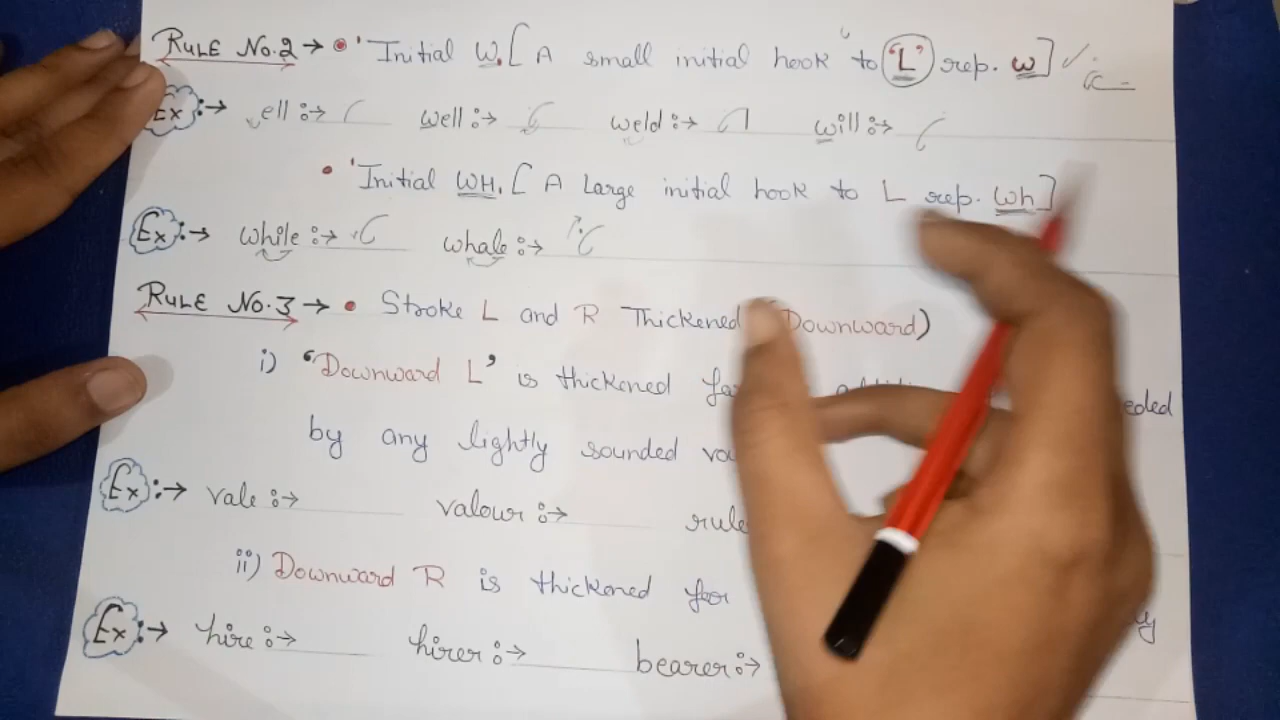 RULE No.2 → • 'Initial W. [ A small initial hook to 'L' rep. w ]
Ex :→ ell :→ well :→ weld :→ will :→
• 'Initial WH. [ A Large initial hook to L rep. wh ]
Ex :→ while :→ whale :→
RULE No.3 → • Stroke L and R Thickened (Downward)
i) 'Downward L' is thickened
by any lightly sounded
Ex :→ vale :→ valour :→ rule
ii) Downward R is thickened for
Ex :→ hire :→ hirer :→ bearer :→